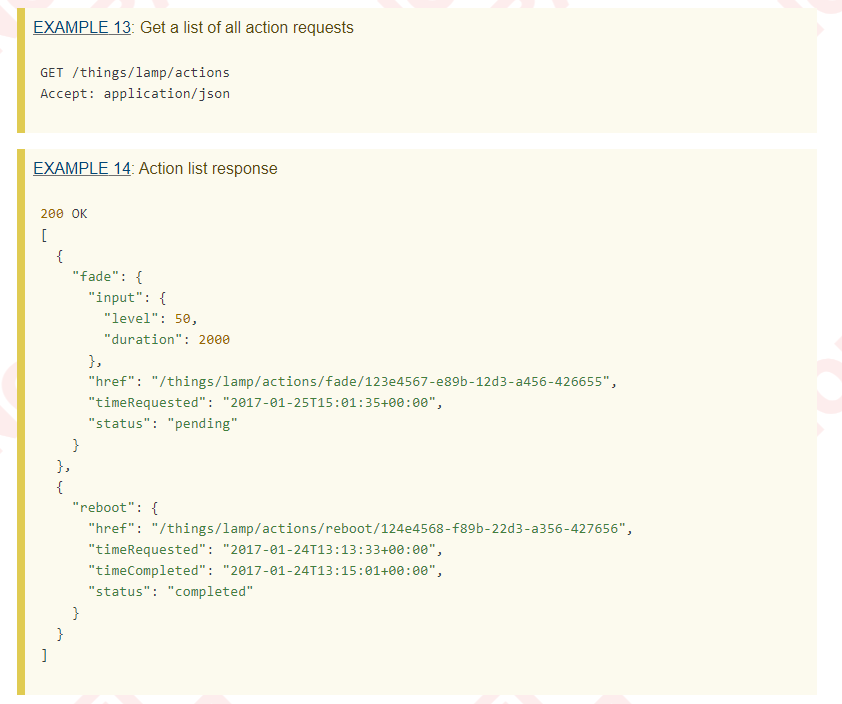 EXAMPLE 13: Get a list of all action requests
GET /things/lamp/actions
Accept: application/json
EXAMPLE 14: Action list response
200 OK
[
  {
    "fade": {
      "input": {
        "level": 50,
        "duration": 2000
      },
      "href": "/things/lamp/actions/fade/123e4567-e89b-12d3-a456-426655",
      "timeRequested": "2017-01-25T15:01:35+00:00",
      "status": "pending"
    }
  },
  {
    "reboot": {
      "href": "/things/lamp/actions/reboot/124e4568-f89b-22d3-a356-427656",
      "timeRequested": "2017-01-24T13:13:33+00:00",
      "timeCompleted": "2017-01-24T13:15:01+00:00",
      "status": "completed"
    }
  }
]